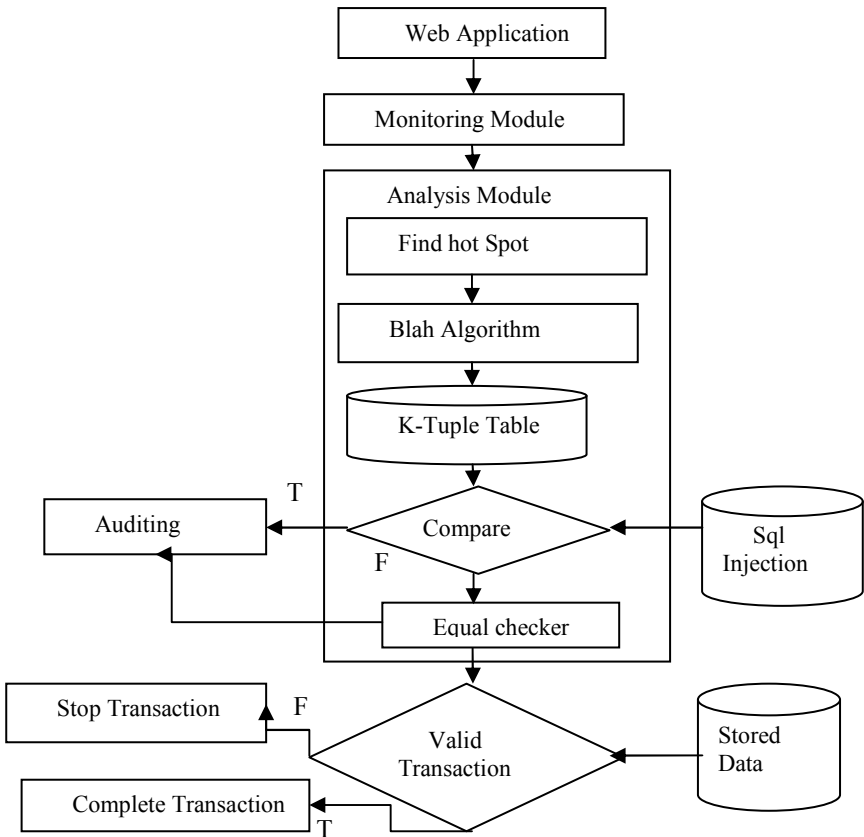 Web Application
Monitoring Module
Analysis Module
Find hot Spot
Blah Algorithm
K-Tuple Table
T
Auditing
Compare
F
Sql
Injection
Equal checker
Stop Transaction
F
Valid
Transaction
Stored
Data
Complete Transaction
T